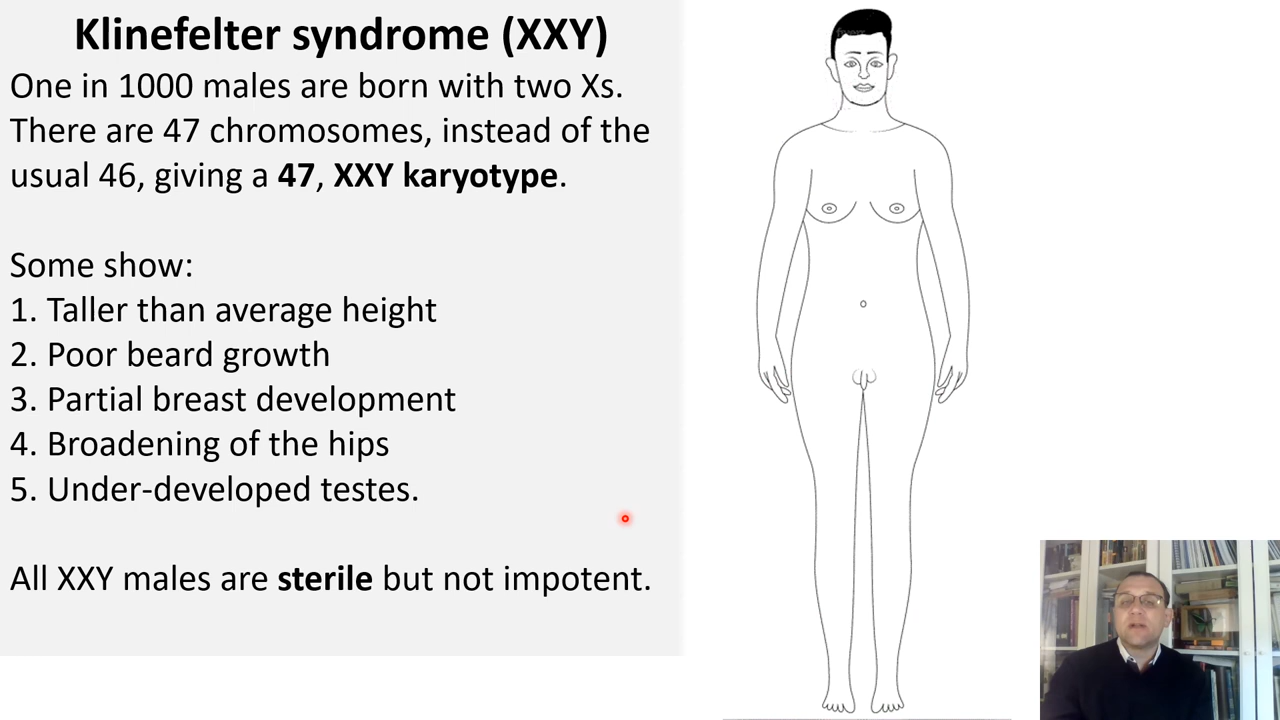 Klinefelter syndrome (XXY)
One in 1000 males are born with two Xs.
There are 47 chromosomes, instead of the
usual 46, giving a 47, XXY karyotype.
Some show:
1. Taller than average height
2. Poor beard growth
3. Partial breast development
4. Broadening of the hips
5. Under-developed testes.
All XXY males are sterile but not impotent.